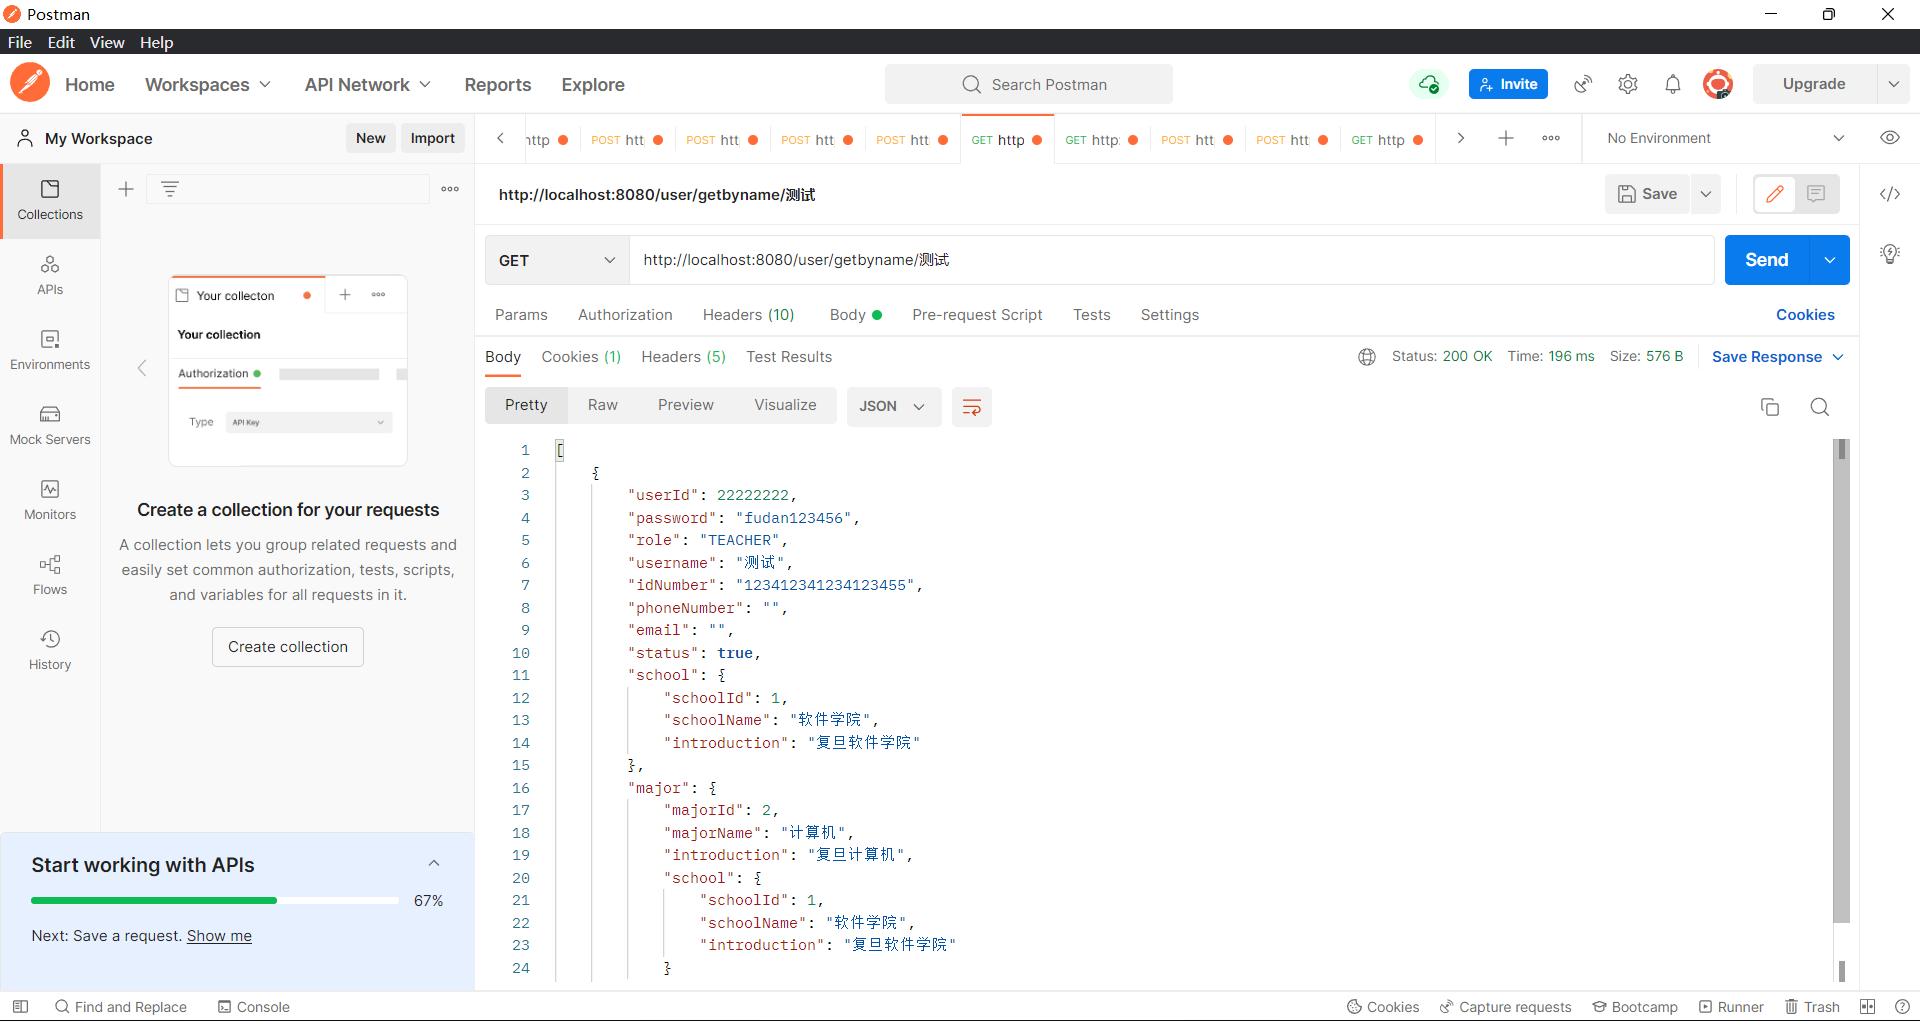 Postman
File Edit View Help
Home Workspaces API Network Reports Explore Search Postman Invite Upgrade
My Workspace New Import
http POST htt POST htt POST htt POST htt GET http GET http: POST htt POST htt GET http No Environment
http://localhost:8080/user/getbyname/测试 Save
Collections
APIs
Environments
Mock Servers
Monitors
Flows
History
Your collecton
Your collection
Authorization
Type API Key
Create a collection for your requests
A collection lets you group related requests and
easily set common authorization, tests, scripts,
and variables for all requests in it.
Create collection
Start working with APIs
67%
Next: Save a request. Show me
GET http://localhost:8080/user/getbyname/测试 Send
Params Authorization Headers (10) Body Pre-request Script Tests Settings Cookies
Body Cookies (1) Headers (5) Test Results Status: 200 OK Time: 196 ms Size: 576 B Save Response
Pretty Raw Preview Visualize JSON
1 [
2 {
3 "userId": 22222222,
4 "password": "fudan123456",
5 "role": "TEACHER",
6 "username": "测试",
7 "idNumber": "123412341234123455",
8 "phoneNumber": "",
9 "email": "",
10 "status": true,
11 "school": {
12 "schoolId": 1,
13 "schoolName": "软件学院",
14 "introduction": "复旦软件学院"
15 },
16 "major": {
17 "majorId": 2,
18 "majorName": "计算机",
19 "introduction": "复旦计算机",
20 "school": {
21 "schoolId": 1,
22 "schoolName": "软件学院",
23 "introduction": "复旦软件学院"
24 }
Find and Replace Console Cookies Capture requests Bootcamp Runner Trash